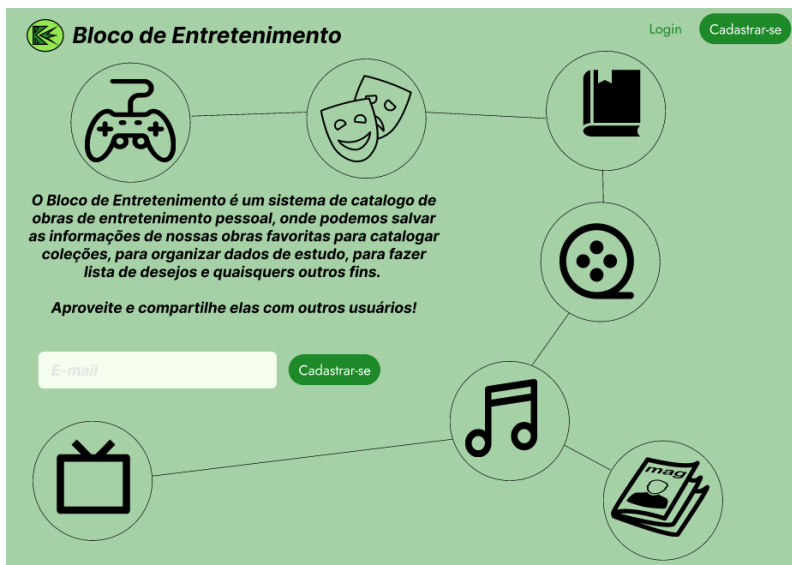 Bloco de Entretenimento
Login
Cadastrar-se
O Bloco de Entretenimento é um sistema de catalogo de
obras de entretenimento pessoal, onde podemos salvar
as informações de nossas obras favoritas para catalogar
coleções, para organizar dados de estudo, para fazer
lista de desejos e quaisquers outros fins.
Aproveite e compartilhe elas com outros usuários!
E-mail
Cadastrar-se
mag